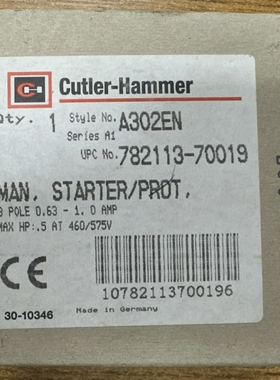 Cutler-Hammer
Qty. 1 Style No. A302EN
Series A1
UPC No. 782113-70019
MAN. STARTER/PROT.
3 POLE 0.63 - 1.0 AMP
MAX HP:.5 AT 460/575V
CE
Made in Germany
30-10346
10782113700196